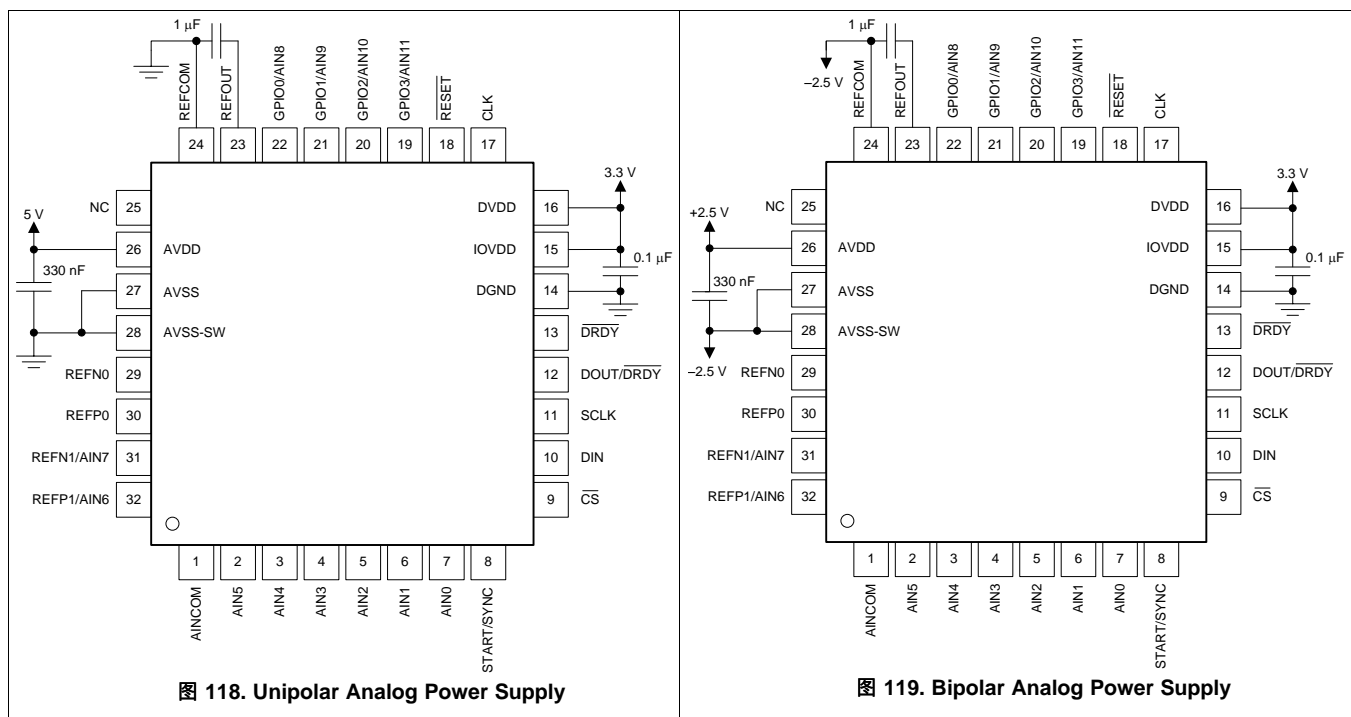 1 μF
REFCOM
REFOUT
GPIO0/AIN8
GPIO1/AIN9
GPIO2/AIN10
GPIO3/AIN11
RESET
CLK
24
23
22
21
20
19
18
17
NC
25
5 V
26
AVDD
330 nF
27
AVSS
28
AVSS-SW
REFN0
29
REFP0
30
REFN1/AIN7
31
REFP1/AIN6
32
3.3 V
DVDD
16
IOVDD
15
0.1 μF
DGND
14
13
DRDY
12
DOUT/DRDY
11
SCLK
10
DIN
9
CS
1
2
3
4
5
6
7
8
AINCOM
AIN5
AIN4
AIN3
AIN2
AIN1
AIN0
START/SYNC
图 118. Unipolar Analog Power Supply
1 μF
–2.5 V
REFCOM
REFOUT
GPIO0/AIN8
GPIO1/AIN9
GPIO2/AIN10
GPIO3/AIN11
RESET
CLK
24
23
22
21
20
19
18
17
NC
25
+2.5 V
26
AVDD
330 nF
27
AVSS
28
AVSS-SW
–2.5 V
REFN0
29
REFP0
30
REFN1/AIN7
31
REFP1/AIN6
32
3.3 V
DVDD
16
IOVDD
15
0.1 μF
DGND
14
13
DRDY
12
DOUT/DRDY
11
SCLK
10
DIN
9
CS
1
2
3
4
5
6
7
8
AINCOM
AIN5
AIN4
AIN3
AIN2
AIN1
AIN0
START/SYNC
图 119. Bipolar Analog Power Supply